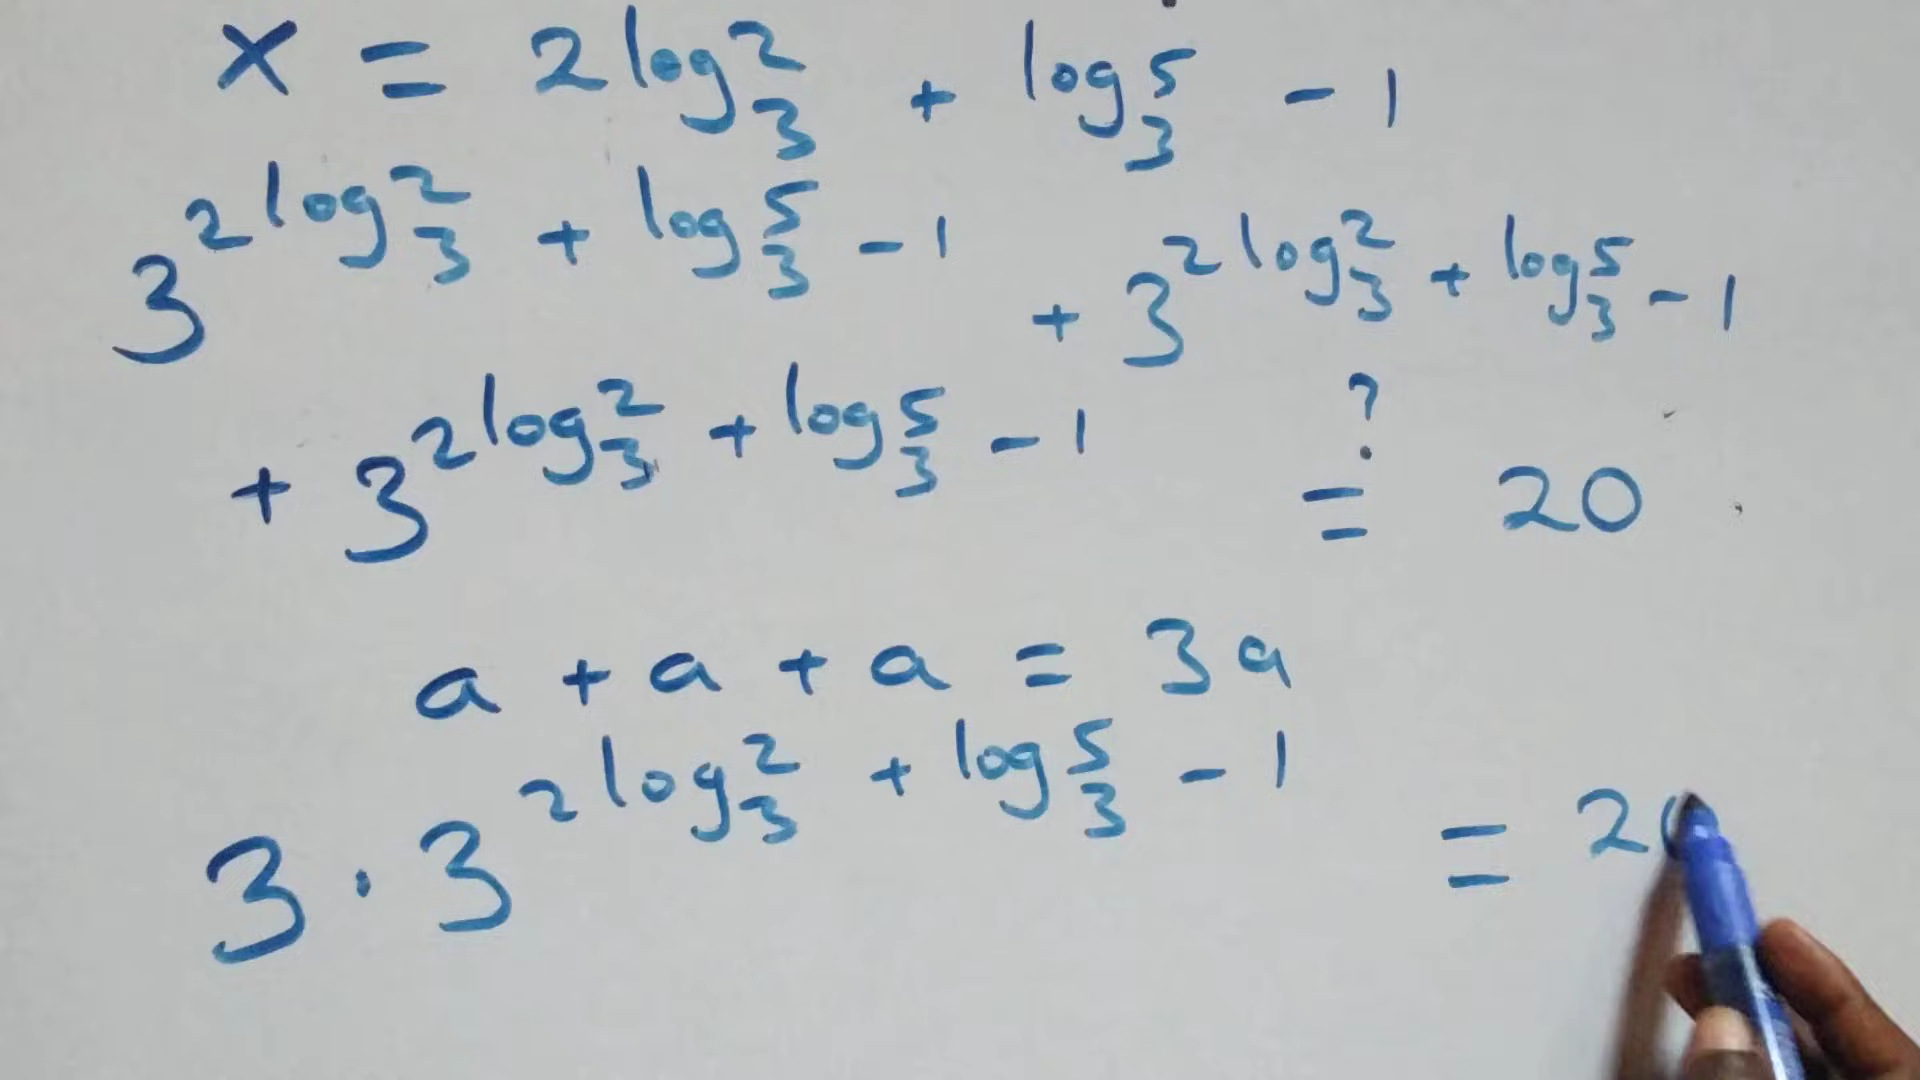 x = 2log₃2 + log₃5 - 1
3^(2log₃2 + log₃5 - 1) + 3^(2log₃2 + log₃5 - 1)
+ 3^(2log₃2 + log₃5 - 1) ≟ 20
a + a + a = 3a
3 · 3^(2log₃2 + log₃5 - 1) = 20